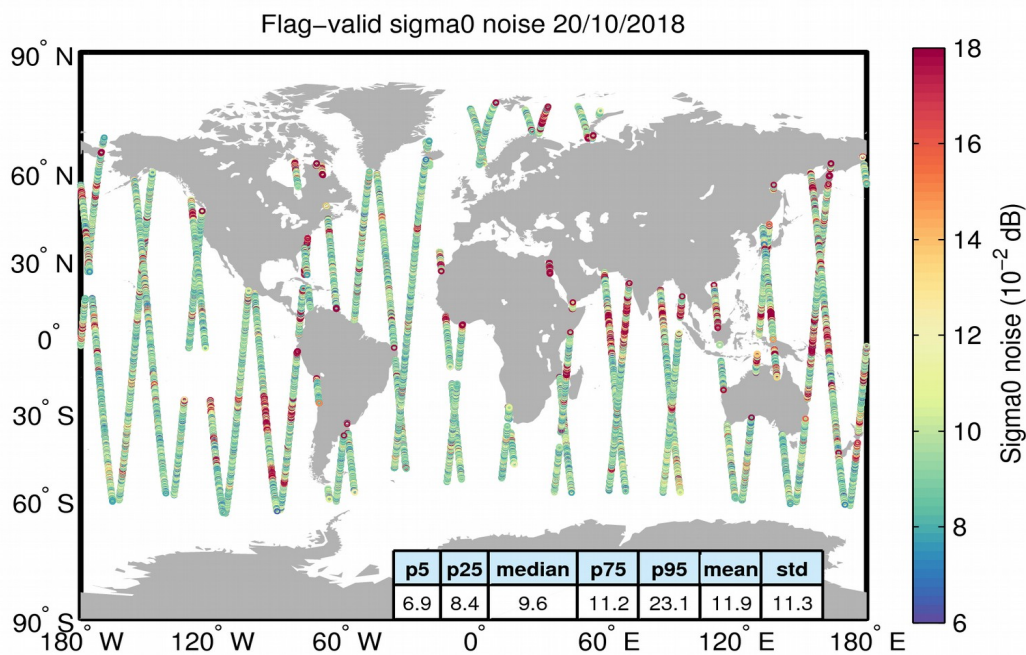 Flag−valid sigma0 noise 20/10/2018
90° N
60° N
30° N
0°
30° S
60° S
90° S
180° W
120° W
60° W
0°
60° E
120° E
180° E
p5 p25 median p75 p95 mean std
6.9 8.4 9.6 11.2 23.1 11.9 11.3
18
16
14
12
10
8
6
Sigma0 noise (10⁻² dB)